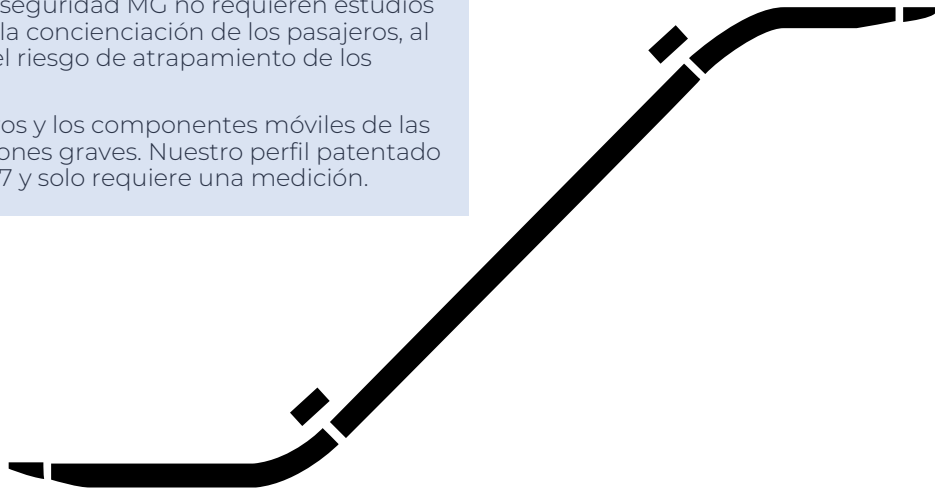 seguridad MG no requieren estudios
la concienciación de los pasajeros, al
el riesgo de atrapamiento de los
os y los componentes móviles de las
ones graves. Nuestro perfil patentado
7 y solo requiere una medición.